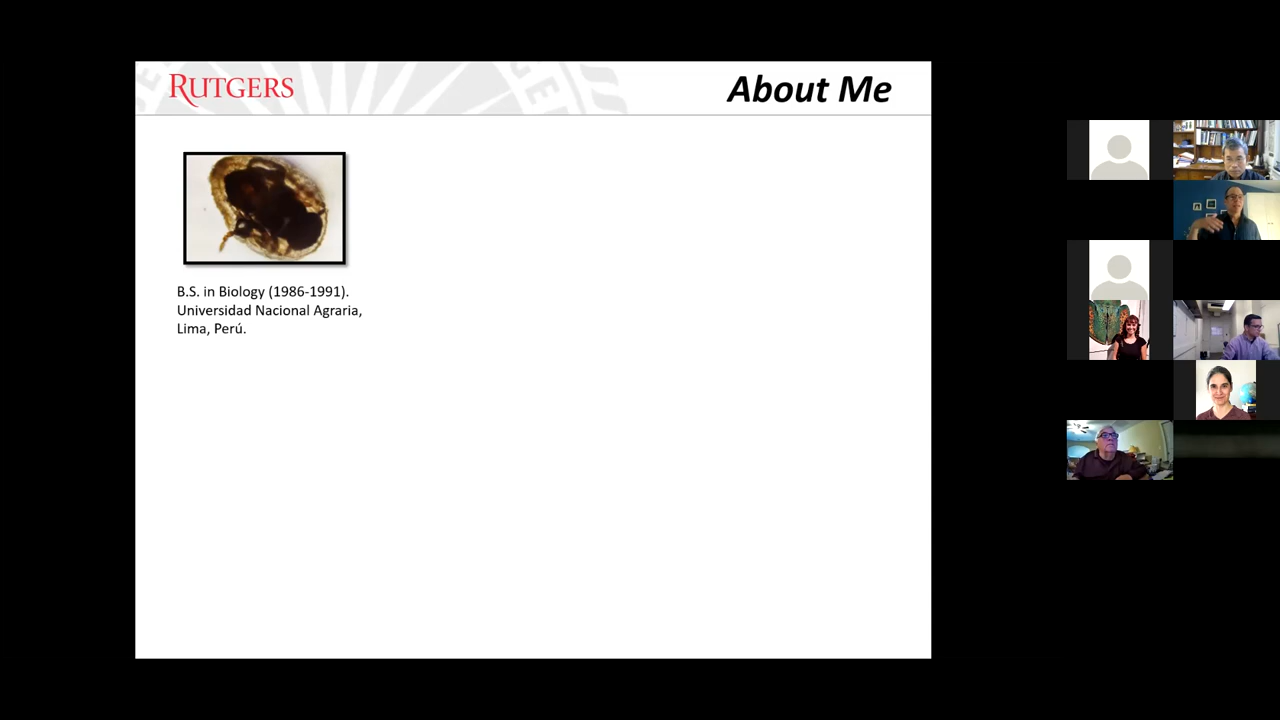 RUTGERS
About Me
B.S. in Biology (1986-1991).
Universidad Nacional Agraria,
Lima, Perú.